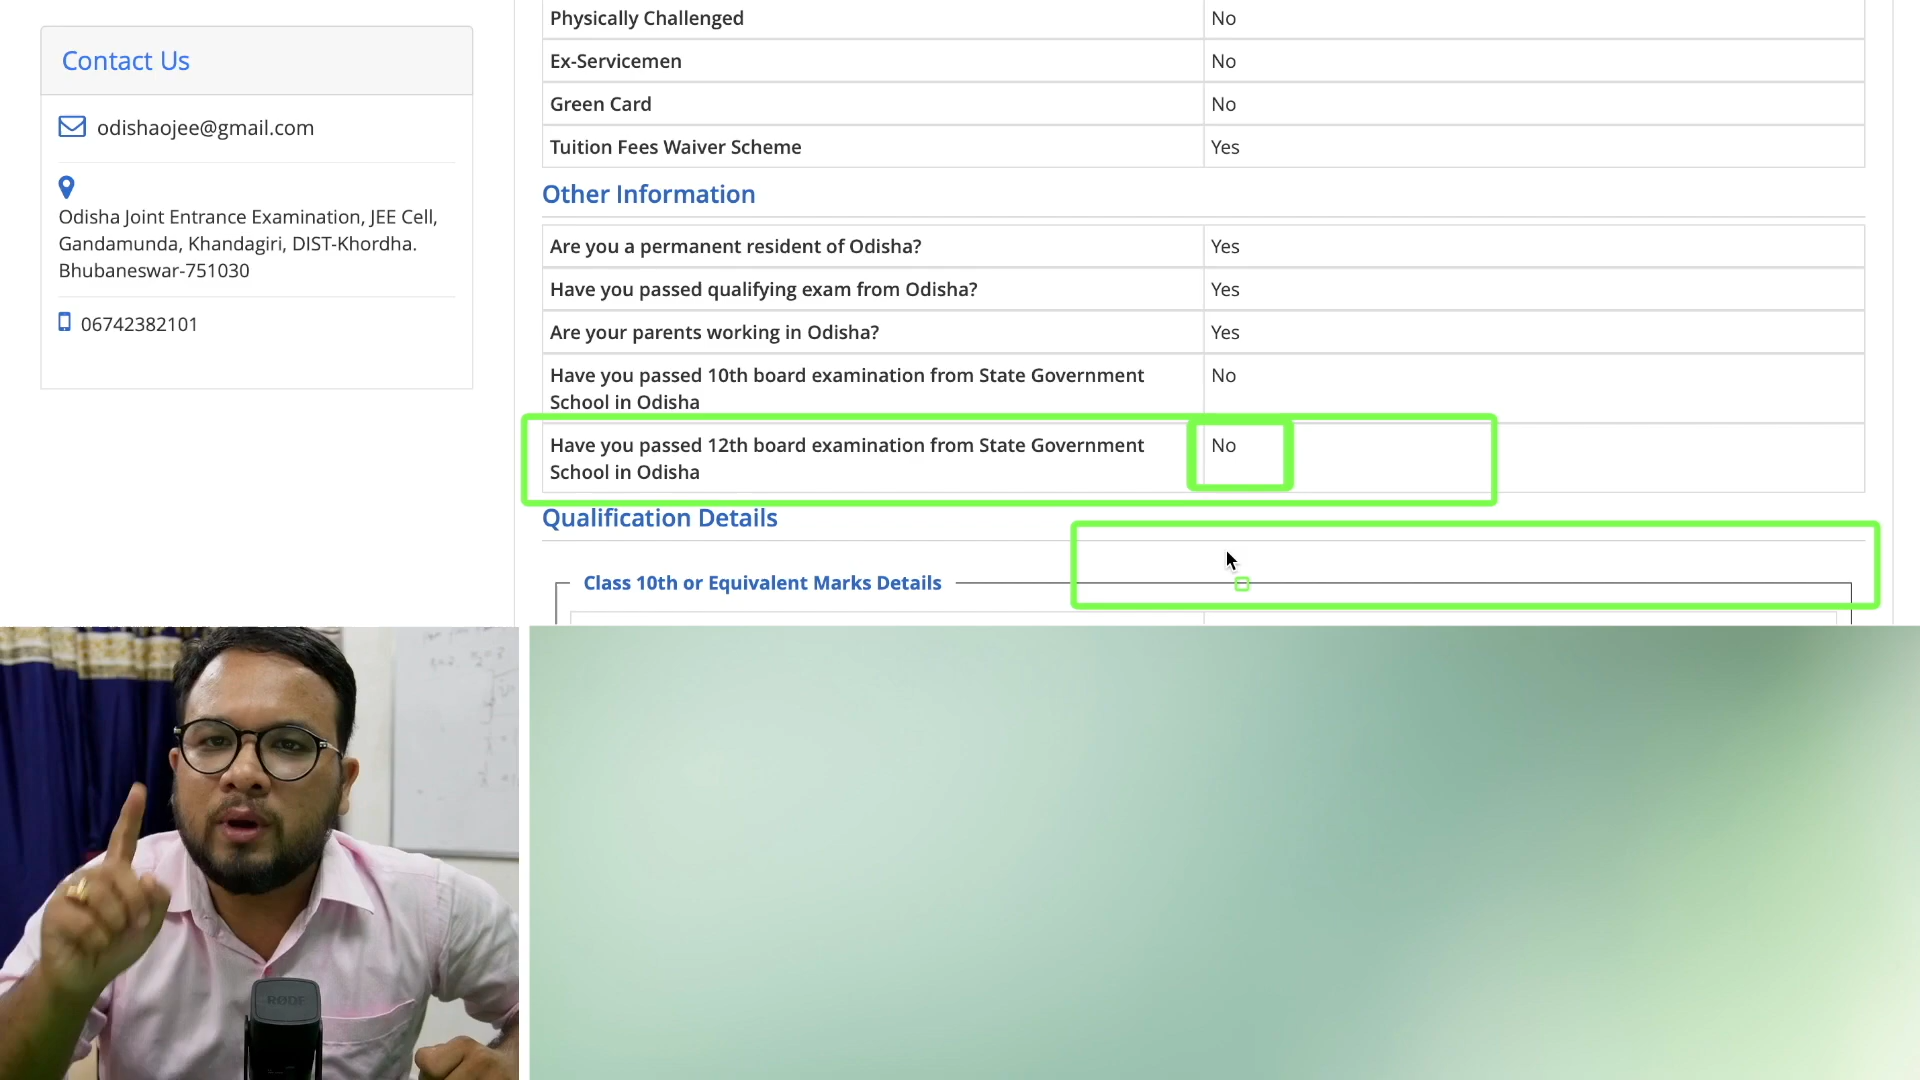 Contact Us
odishaojee@gmail.com
Odisha Joint Entrance Examination, JEE Cell,
Gandamunda, Khandagiri, DIST-Khordha.
Bhubaneswar-751030
06742382101
Physically Challenged No
Ex-Servicemen No
Green Card No
Tuition Fees Waiver Scheme Yes
Other Information
Are you a permanent resident of Odisha? Yes
Have you passed qualifying exam from Odisha? Yes
Are your parents working in Odisha? Yes
Have you passed 10th board examination from State Government No
School in Odisha
Have you passed 12th board examination from State Government No
School in Odisha
Qualification Details
Class 10th or Equivalent Marks Details
RØDE